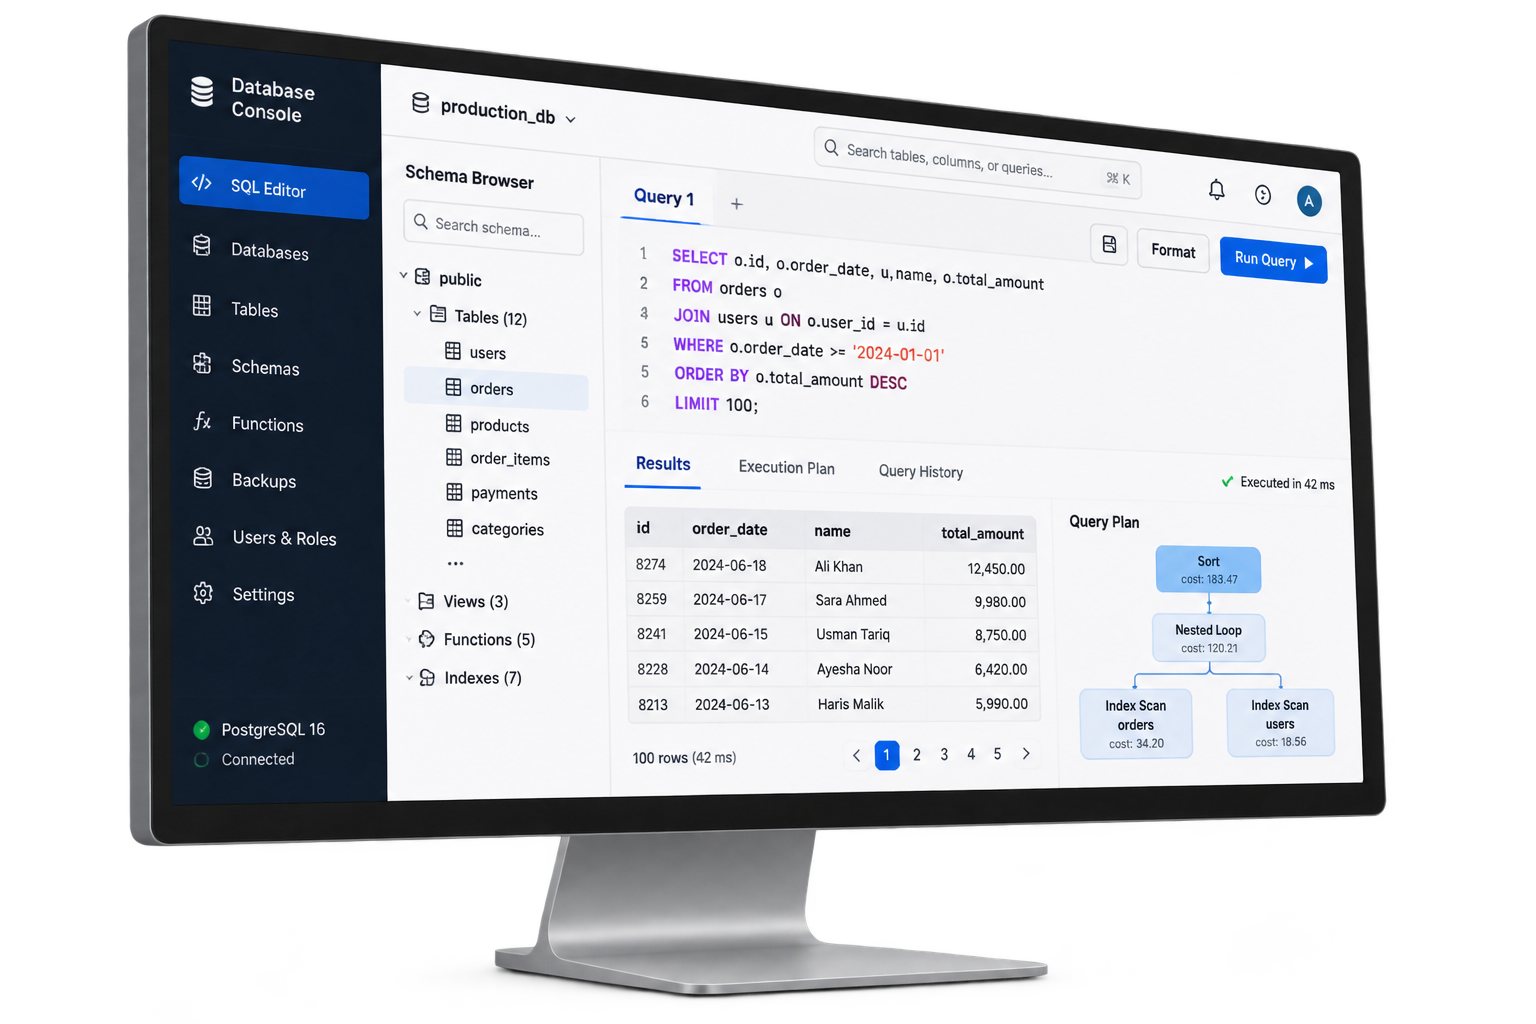 Database
Console
SQL Editor
Databases
Tables
Schemas
Functions
Backups
Users & Roles
Settings
PostgreSQL 16
Connected
production_db
Search tables, columns, or queries...
⌘ K
A
Schema Browser
Search schema...
public
Tables (12)
users
orders
products
order_items
payments
categories
...
Views (3)
Functions (5)
Indexes (7)
Query 1 +
Format
Run Query
1 SELECT o.id, o.order_date, u,name, o.total_amount
2 FROM orders o
3 JOIN users u ON o.user_id = u.id
5 WHERE o.order_date >= '2024-01-01'
5 ORDER BY o.total_amount DESC
6 LIMIIT 100;
Results Execution Plan Query History
Executed in 42 ms
id order_date name total_amount
8274 2024-06-18 Ali Khan 12,450.00
8259 2024-06-17 Sara Ahmed 9,980.00
8241 2024-06-15 Usman Tariq 8,750.00
8228 2024-06-14 Ayesha Noor 6,420.00
8213 2024-06-13 Haris Malik 5,990.00
100 rows (42 ms)
< 1 2 3 4 5 >
Query Plan
Sort
cost: 183.47
Nested Loop
cost: 120.21
Index Scan
orders
cost: 34.20
Index Scan
users
cost: 18.56